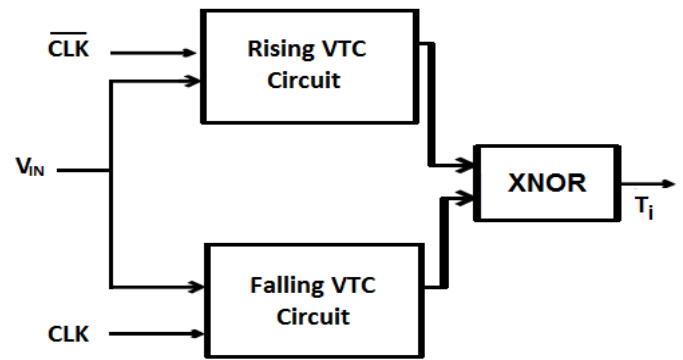 CLK
Rising VTC
Circuit
VIN
XNOR
Ti
Falling VTC
Circuit
CLK